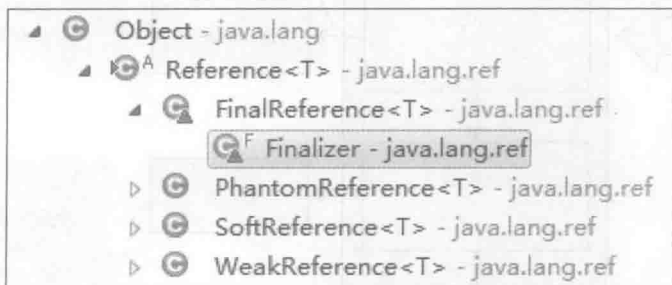 Object - java.lang
A Reference<T> - java.lang.ref
FinalReference<T> - java.lang.ref
F Finalizer - java.lang.ref
PhantomReference<T> - java.lang.ref
SoftReference<T> - java.lang.ref
WeakReference<T> - java.lang.ref